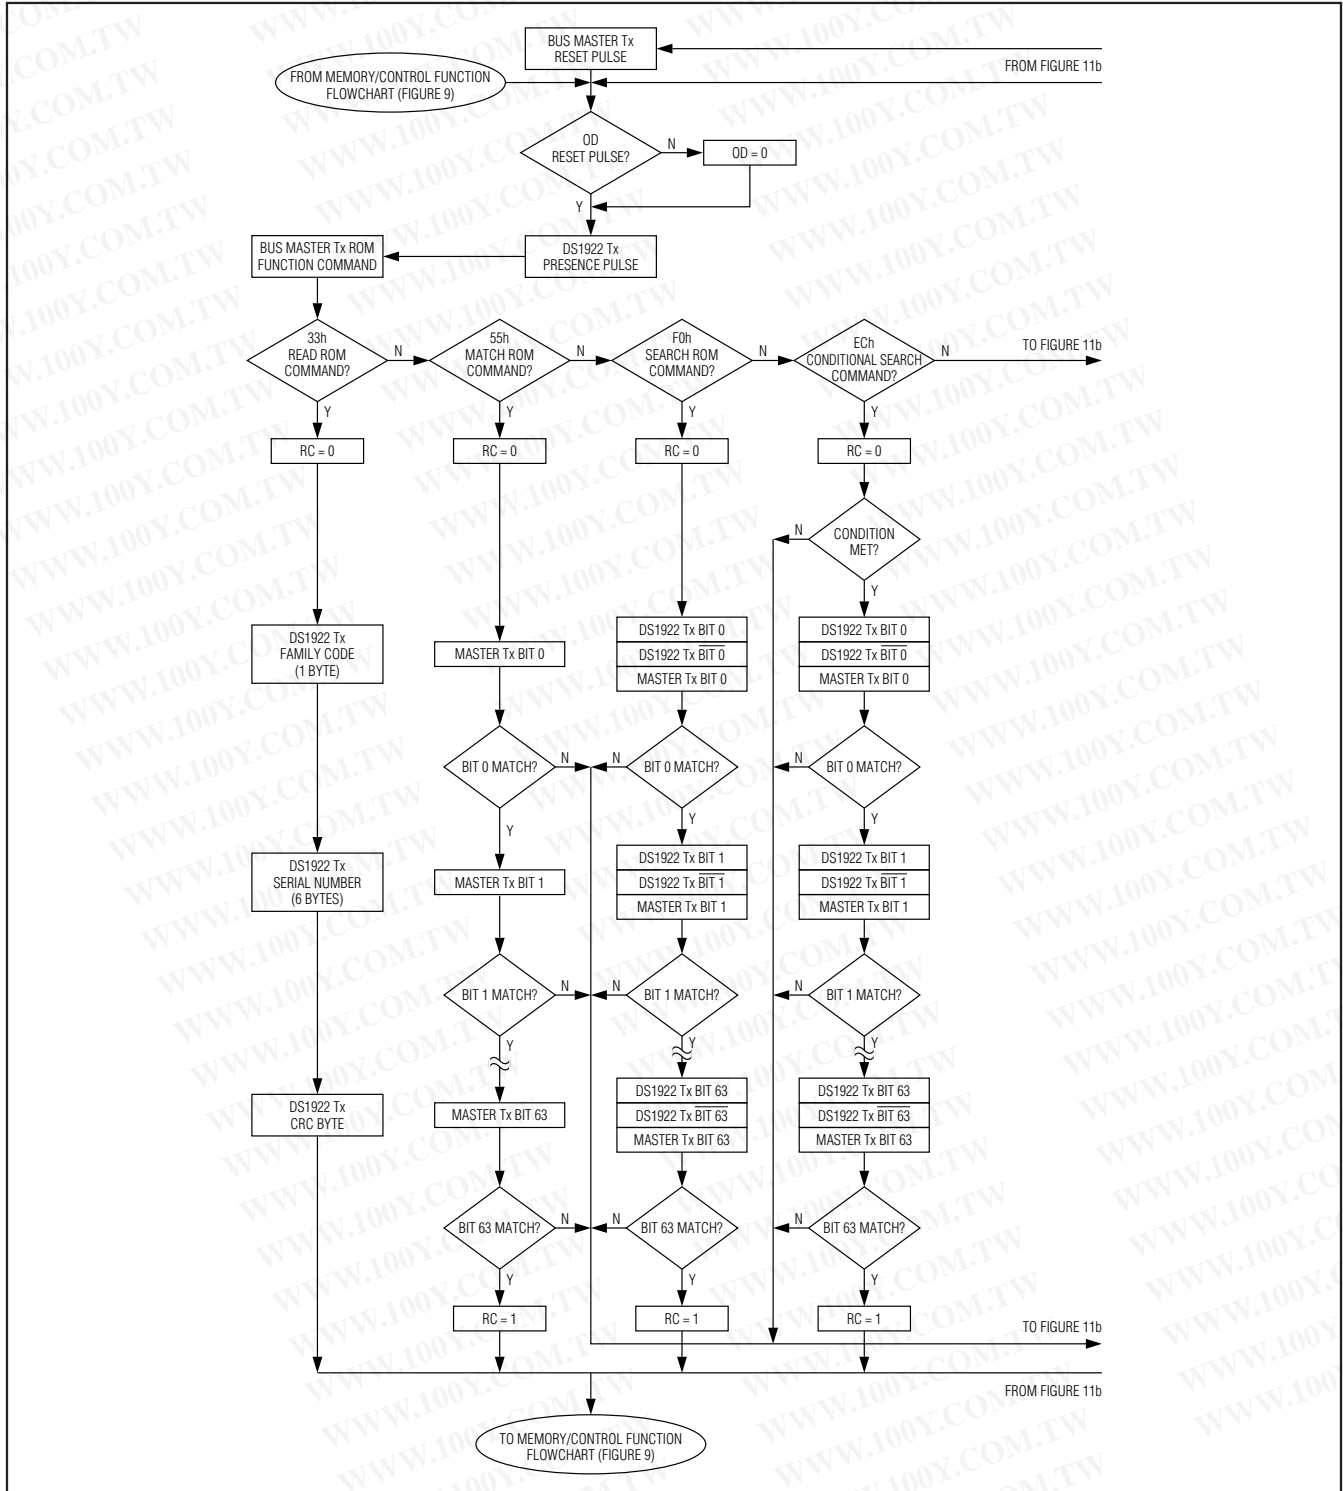 BUS MASTER Tx
RESET PULSE
FROM FIGURE 11b
FROM MEMORY/CONTROL FUNCTION
FLOWCHART (FIGURE 9)
OD
RESET PULSE?
N
OD = 0
Y
BUS MASTER Tx ROM
FUNCTION COMMAND
DS1922 Tx
PRESENCE PULSE
33h
READ ROM
COMMAND?
N
55h
MATCH ROM
COMMAND?
N
F0h
SEARCH ROM
COMMAND?
N
ECh
CONDITIONAL SEARCH
COMMAND?
N
TO FIGURE 11b
Y
Y
Y
Y
RC = 0
RC = 0
RC = 0
RC = 0
N
CONDITION
MET?
Y
DS1922 Tx
FAMILY CODE
(1 BYTE)
MASTER Tx BIT 0
DS1922 Tx BIT 0
DS1922 Tx BIT 0
MASTER Tx BIT 0
DS1922 Tx BIT 0
DS1922 Tx BIT 0
MASTER Tx BIT 0
BIT 0 MATCH?
N
N
BIT 0 MATCH?
N
BIT 0 MATCH?
Y
Y
Y
DS1922 Tx
SERIAL NUMBER
(6 BYTES)
MASTER Tx BIT 1
DS1922 Tx BIT 1
DS1922 Tx BIT 1
MASTER Tx BIT 1
DS1922 Tx BIT 1
DS1922 Tx BIT 1
MASTER Tx BIT 1
BIT 1 MATCH?
N
N
BIT 1 MATCH?
N
BIT 1 MATCH?
Y
Y
Y
DS1922 Tx
CRC BYTE
MASTER Tx BIT 63
DS1922 Tx BIT 63
DS1922 Tx BIT 63
MASTER Tx BIT 63
DS1922 Tx BIT 63
DS1922 Tx BIT 63
MASTER Tx BIT 63
BIT 63 MATCH?
N
N
BIT 63 MATCH?
N
BIT 63 MATCH?
Y
Y
Y
RC = 1
RC = 1
RC = 1
TO FIGURE 11b
FROM FIGURE 11b
TO MEMORY/CONTROL FUNCTION
FLOWCHART (FIGURE 9)
WWW.100Y.COM.TW